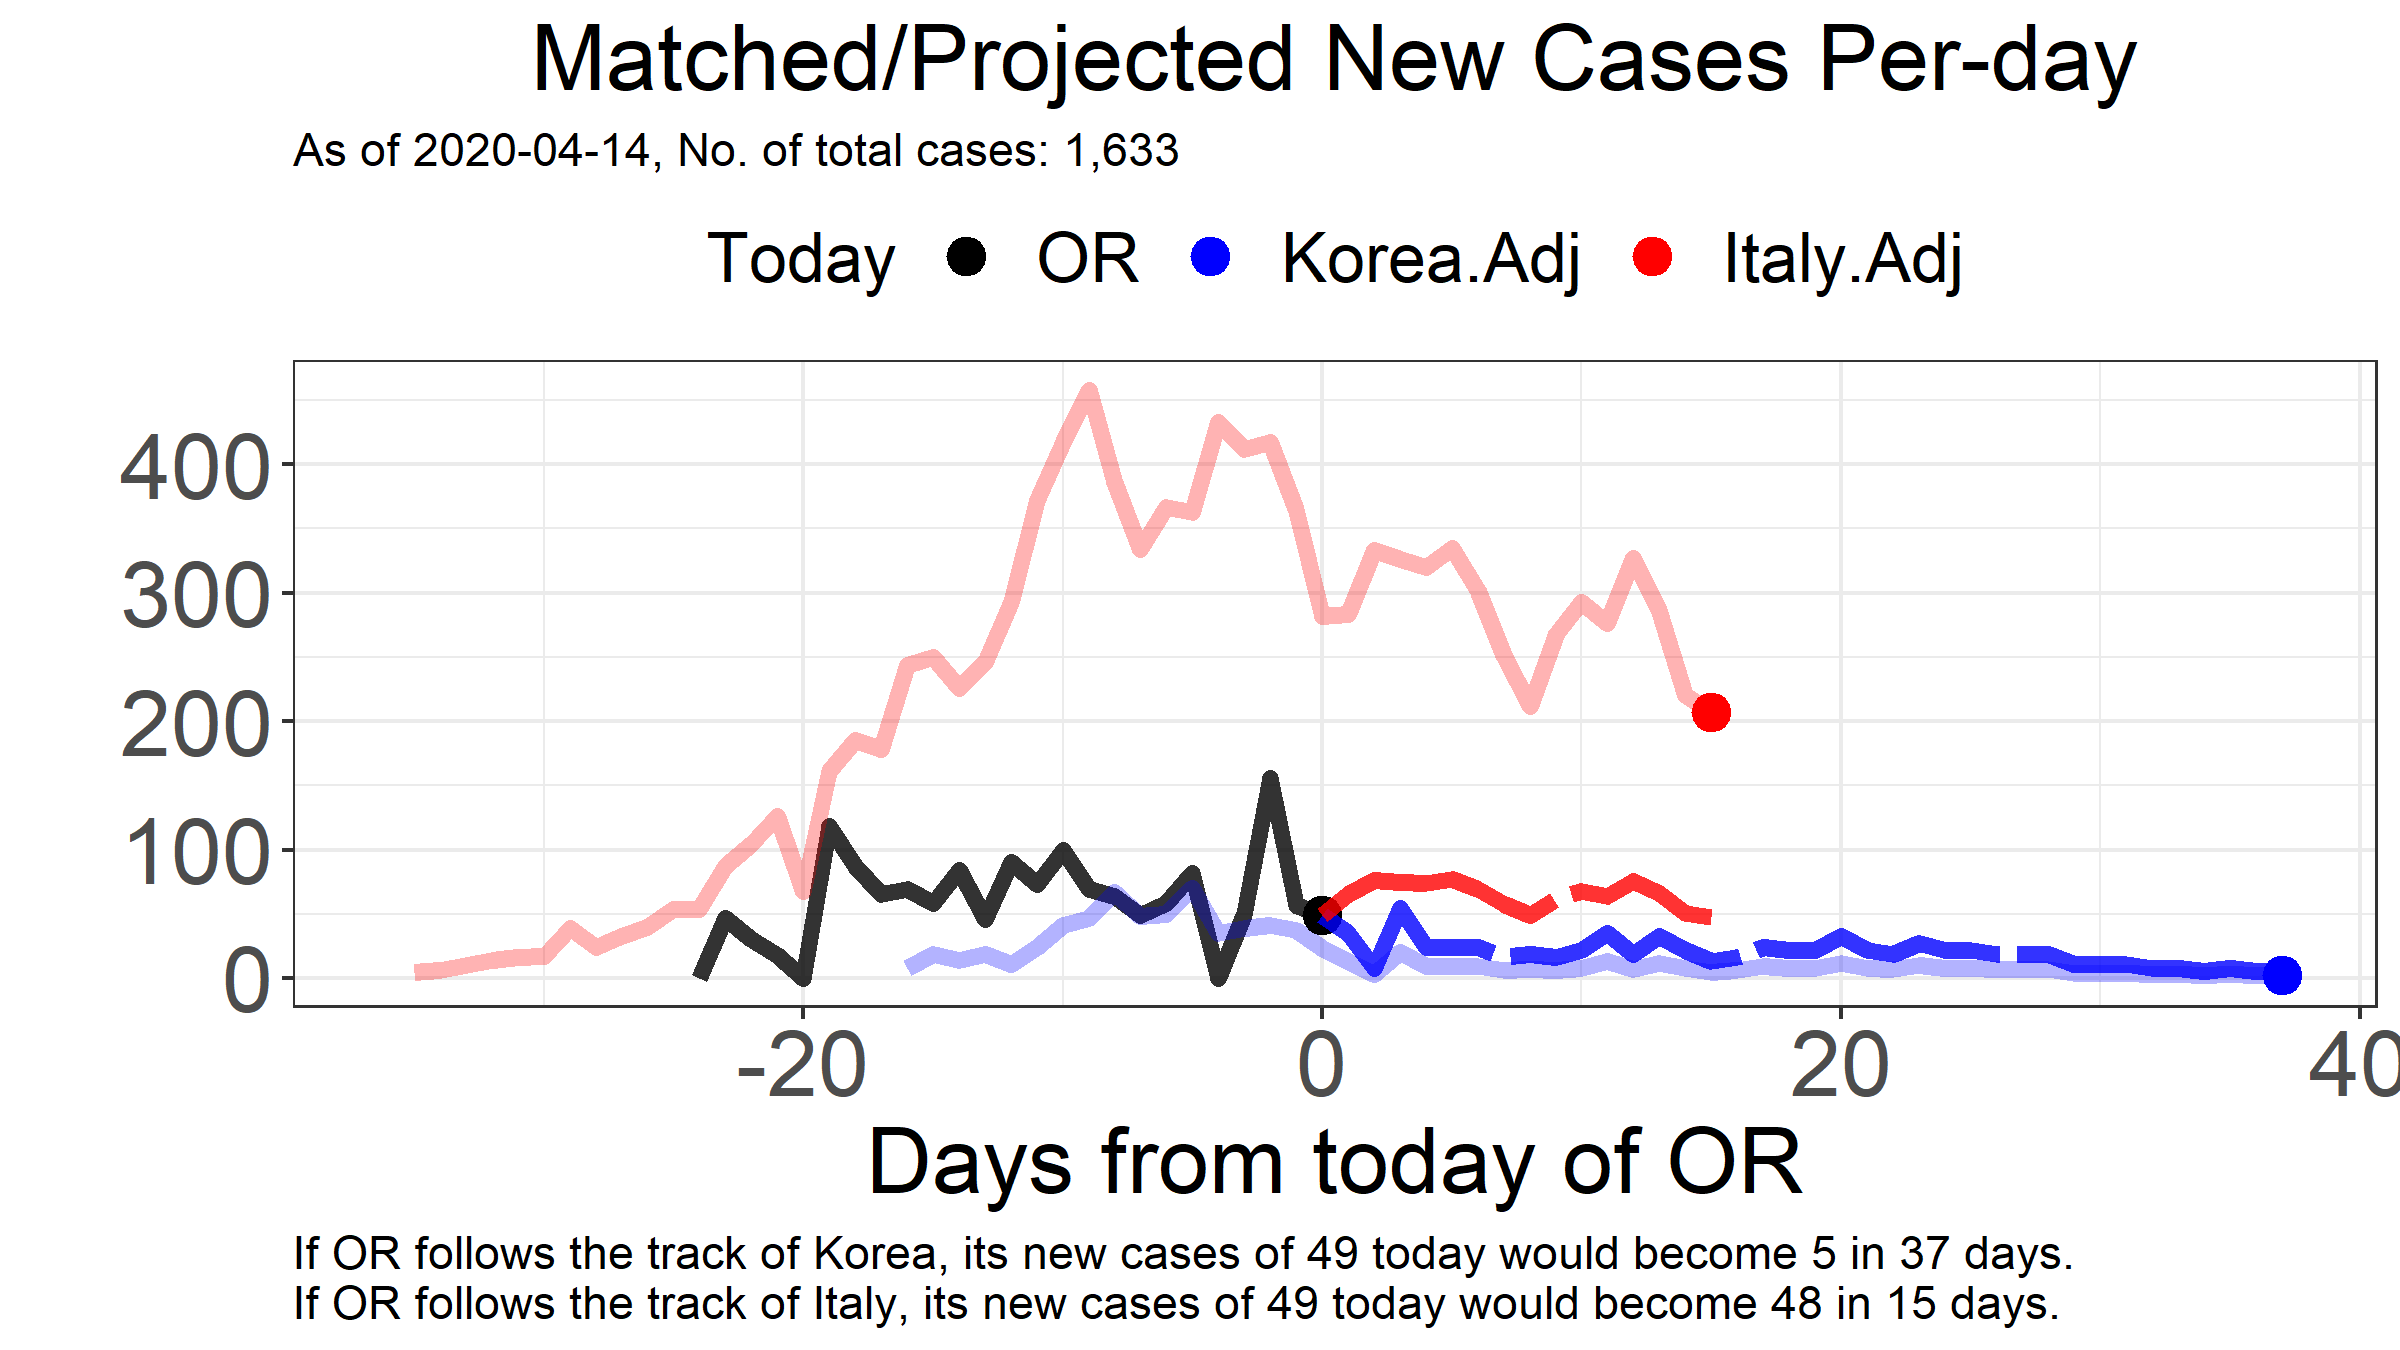 Matched/Projected New Cases Per-day
As of 2020-04-14, No. of total cases: 1,633
Today OR Korea.Adj Italy.Adj
400
300
200
100
0
-20 0 20 40
Days from today of OR
If OR follows the track of Korea, its new cases of 49 today would become 5 in 37 days.
If OR follows the track of Italy, its new cases of 49 today would become 48 in 15 days.